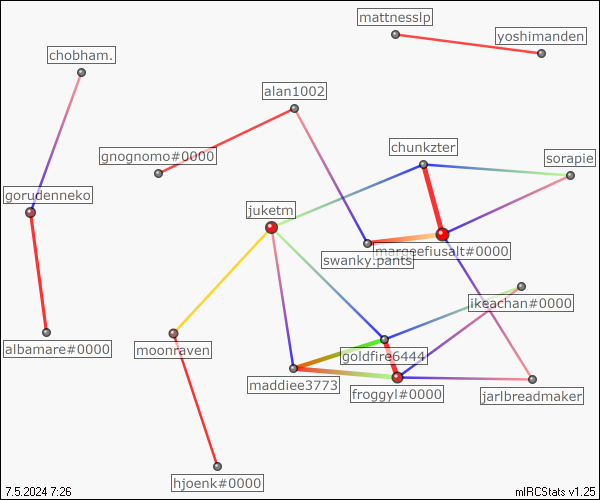 mattnesslp
yoshimanden
chobham.
alan1002
chunkzter
gnognomo#0000
sorapie
gorudenneko
juketm
margeefiusalt#0000
swanky.pants
ikeachan#0000
albamare#0000
moonraven
goldfire6444
maddiee3773
froggyl#0000
jarlbreadmaker
hjoenk#0000
7.5.2024 7:26
mIRCStats v1.25